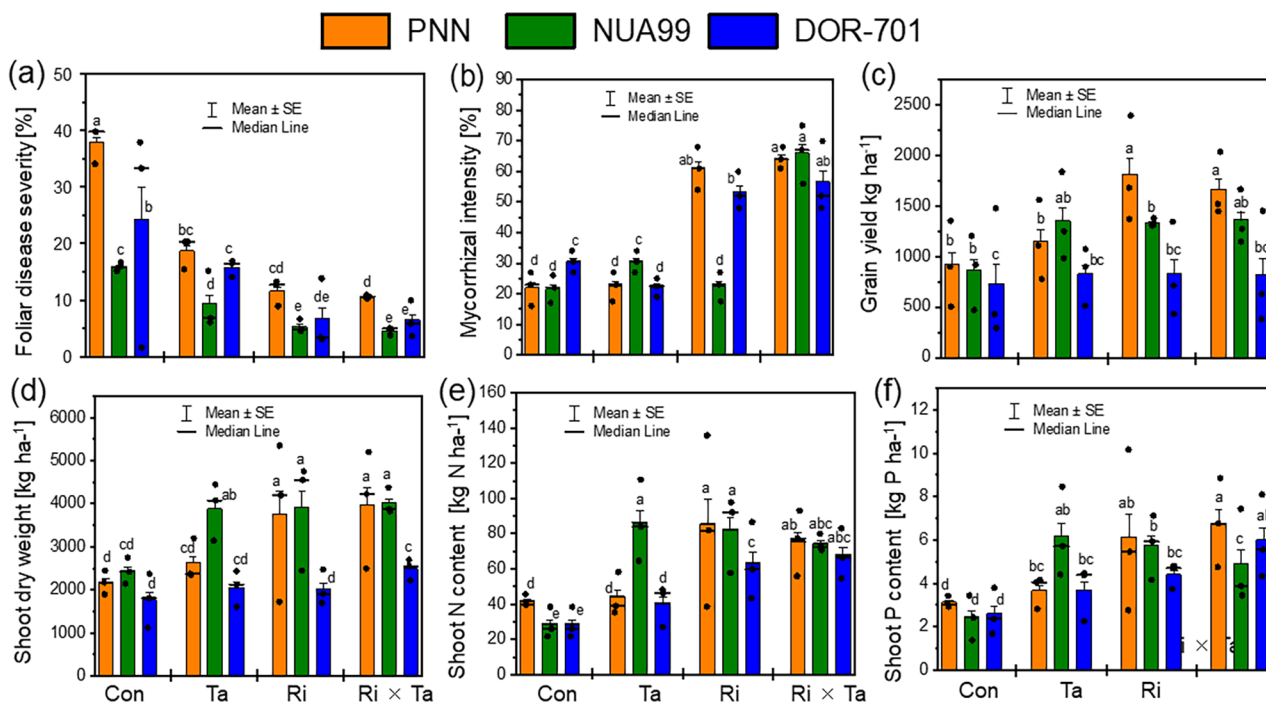 PNN NUA99 DOR-701
(a)
Foliar disease severity [%]
50
40
30
20
10
0
Mean ± SE
Median Line
a
c
b
bc
d
c
cd
e
de
d
e
e
(b)
Mycorrhizal intensity [%]
90
80
70
60
50
40
30
20
10
0
Mean ± SE
Median Line
d
d
c
d
c
d
ab
d
b
a
a
ab
(c)
Grain yield kg ha-1
2500
2000
1500
1000
500
0
Mean ± SE
Median Line
b
b
b
b
ab
bc
a
b
bc
a
ab
bc
(d)
Shoot dry weight [kg ha-1]
6000
5000
4000
3000
2000
1000
0
Mean ± SE
Median Line
d
cd
d
cd
a
ab
a
a
d
a
a
c
Con Ta Ri Ri × Ta
(e)
Shoot N content [kg N ha-1]
160
140
120
100
80
60
40
20
0
Mean ± SE
Median Line
d
e
e
d
a
d
a
a
c
ab
abc
abc
Con Ta Ri Ri × Ta
(f)
Shoot P content [kg P ha-1]
12
10
8
6
4
2
0
Mean ± SE
Median Line
d
d
d
bc
ab
bc
ab
b
bc
a
c
Con Ta Ri